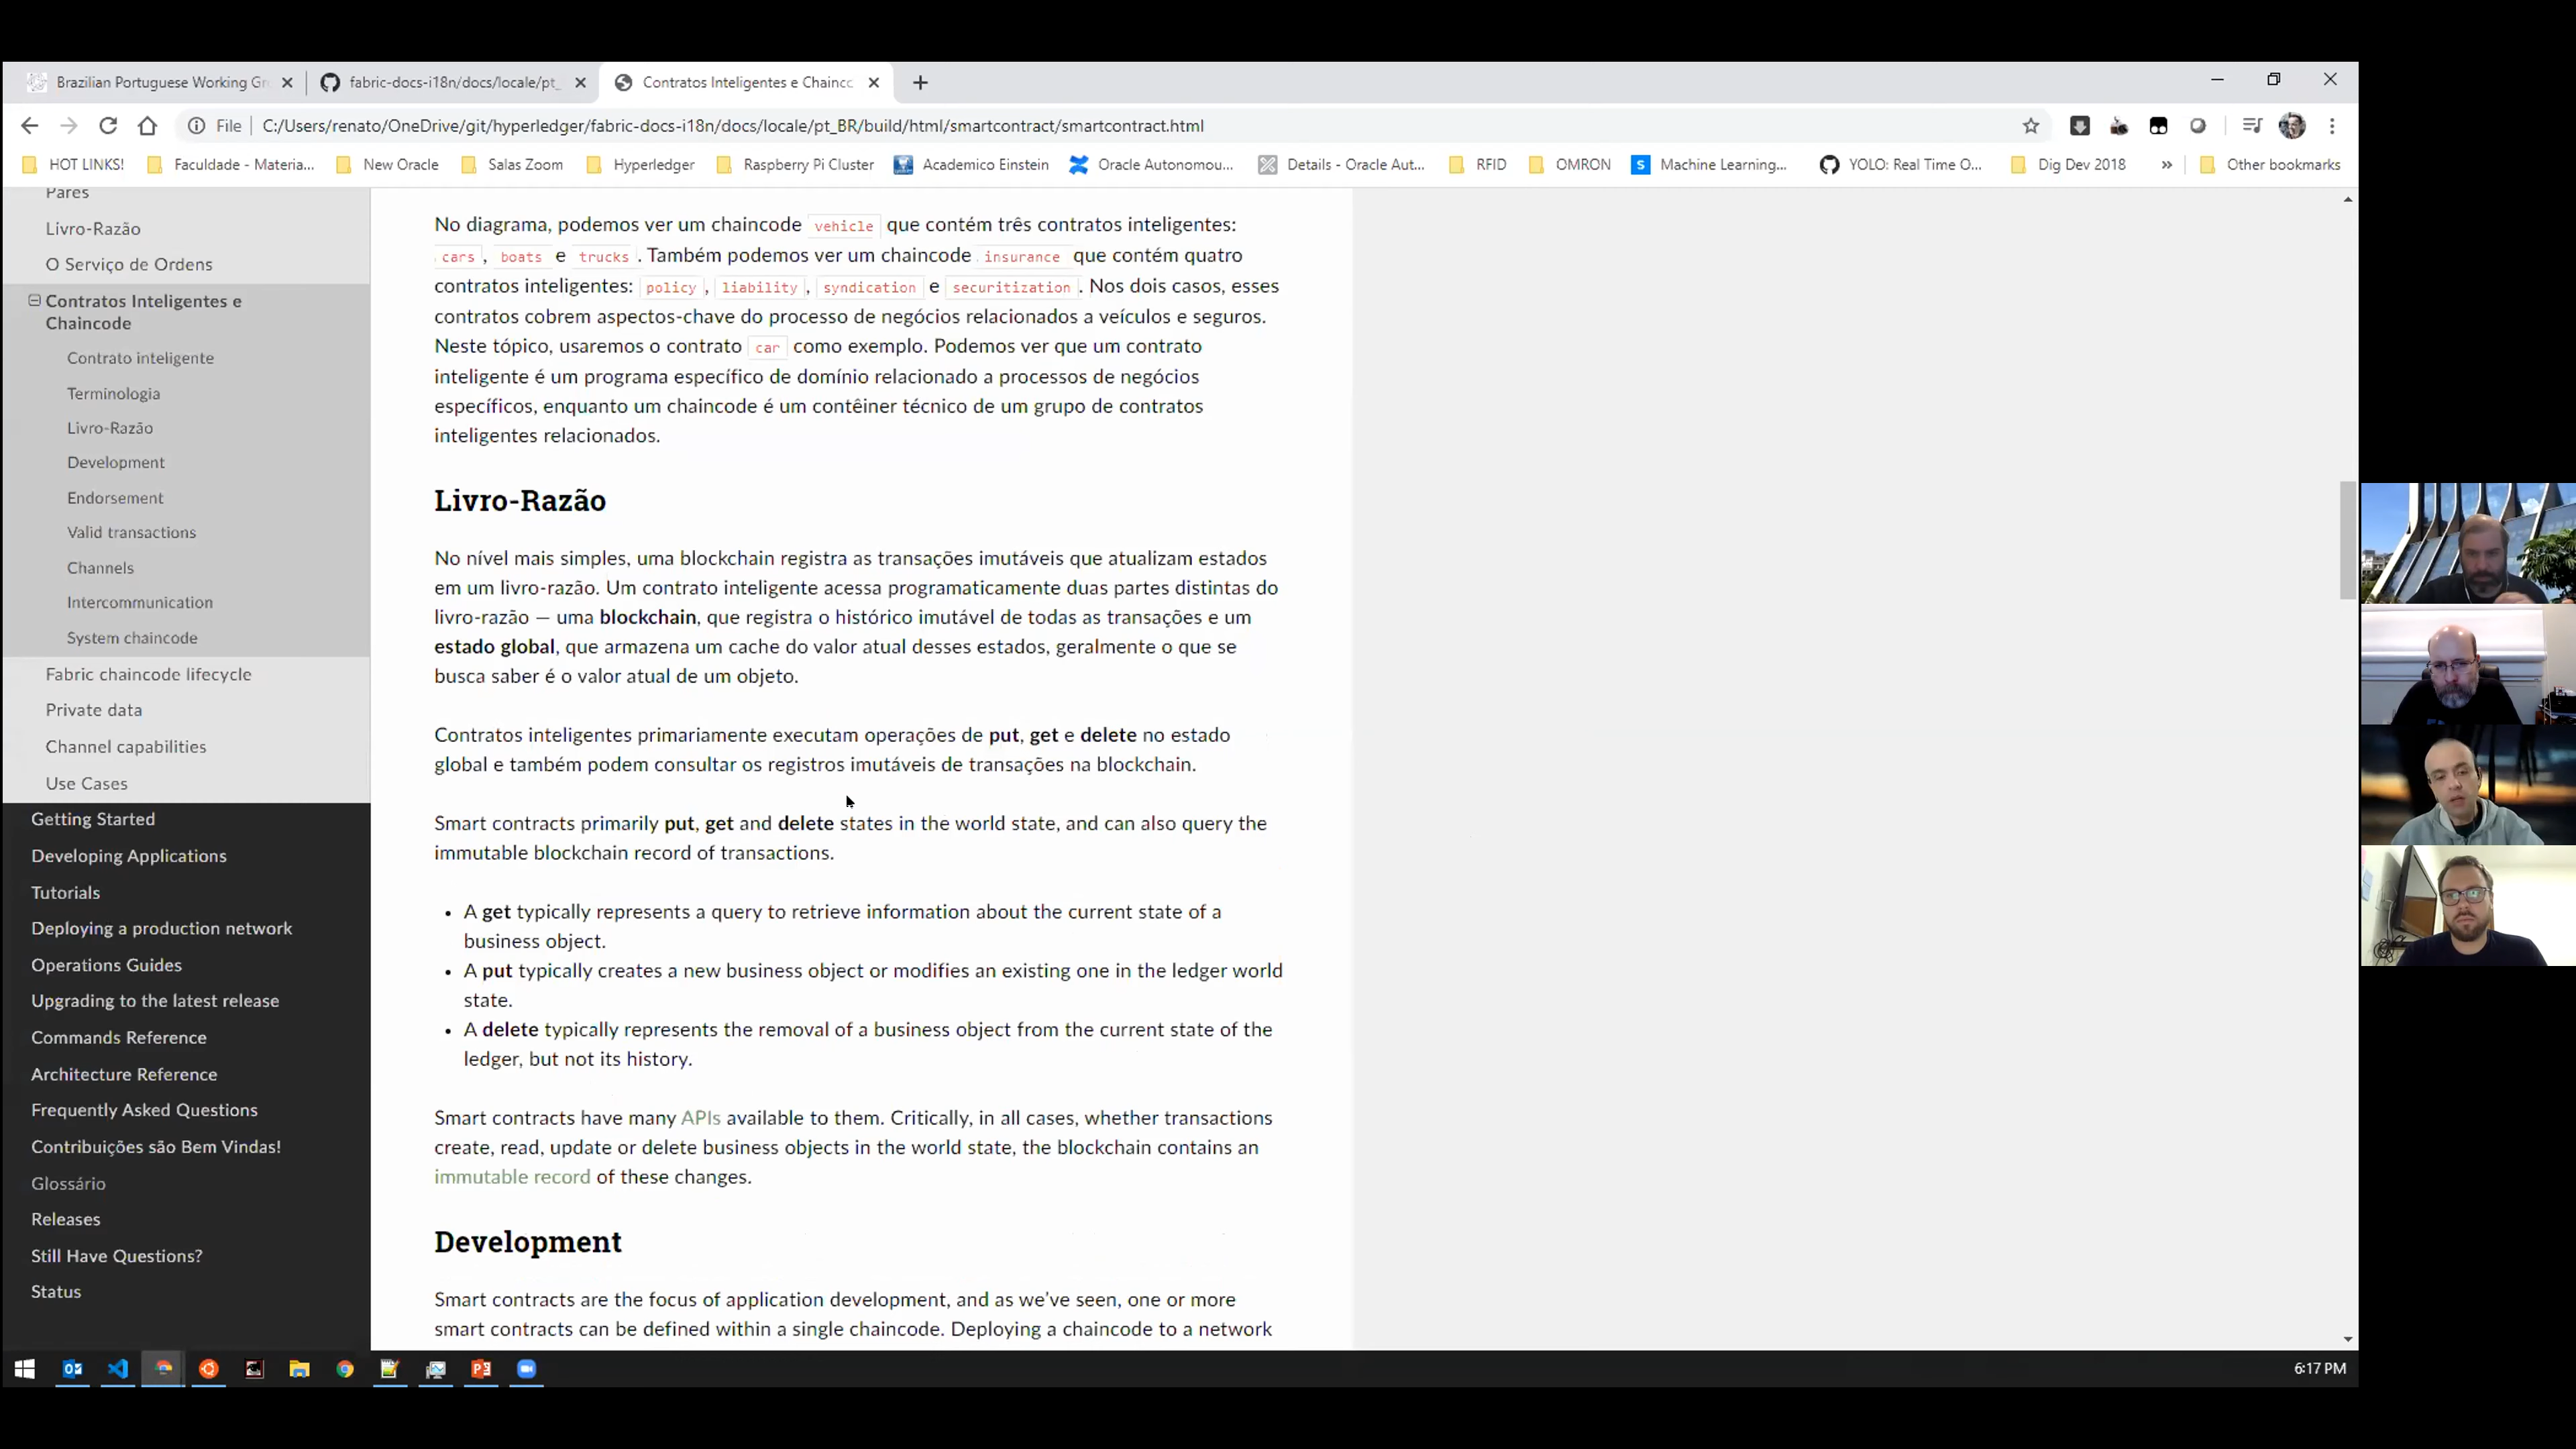 Brazilian Portuguese Working Gr
fabric-docs-i18n/docs/locale/pt_
Contratos Inteligentes e Chainco
File
C:/Users/renato/OneDrive/git/hyperledger/fabric-docs-i18n/docs/locale/pt_BR/build/html/smartcontract/smartcontract.html
HOT LINKS!
Faculdade - Materia...
New Oracle
Salas Zoom
Hyperledger
Raspberry Pi Cluster
Academico Einstein
Oracle Autonomou...
Details - Oracle Aut...
RFID
OMRON
S
Machine Learning...
YOLO: Real Time O...
Dig Dev 2018
»
Other bookmarks
Pares
Livro-Razão
O Serviço de Ordens
Contratos Inteligentes e
Chaincode
Contrato inteligente
Terminologia
Livro-Razão
Development
Endorsement
Valid transactions
Channels
Intercommunication
System chaincode
Fabric chaincode lifecycle
Private data
Channel capabilities
Use Cases
Getting Started
Developing Applications
Tutorials
Deploying a production network
Operations Guides
Upgrading to the latest release
Commands Reference
Architecture Reference
Frequently Asked Questions
Contribuições são Bem Vindas!
Glossário
Releases
Still Have Questions?
Status
No diagrama, podemos ver um chaincode vehicle que contém três contratos inteligentes:
cars , boats e trucks . Também podemos ver um chaincode insurance que contém quatro
contratos inteligentes: policy , liability , syndication e securitization . Nos dois casos, esses
contratos cobrem aspectos-chave do processo de negócios relacionados a veículos e seguros.
Neste tópico, usaremos o contrato car como exemplo. Podemos ver que um contrato
inteligente é um programa específico de domínio relacionado a processos de negócios
específicos, enquanto um chaincode é um contêiner técnico de um grupo de contratos
inteligentes relacionados.
Livro-Razão
No nível mais simples, uma blockchain registra as transações imutáveis que atualizam estados
em um livro-razão. Um contrato inteligente acessa programaticamente duas partes distintas do
livro-razão — uma blockchain, que registra o histórico imutável de todas as transações e um
estado global, que armazena um cache do valor atual desses estados, geralmente o que se
busca saber é o valor atual de um objeto.
Contratos inteligentes primariamente executam operações de put, get e delete no estado
global e também podem consultar os registros imutáveis de transações na blockchain.
Smart contracts primarily put, get and delete states in the world state, and can also query the
immutable blockchain record of transactions.
• A get typically represents a query to retrieve information about the current state of a
business object.
• A put typically creates a new business object or modifies an existing one in the ledger world
state.
• A delete typically represents the removal of a business object from the current state of the
ledger, but not its history.
Smart contracts have many APIs available to them. Critically, in all cases, whether transactions
create, read, update or delete business objects in the world state, the blockchain contains an
immutable record of these changes.
Development
Smart contracts are the focus of application development, and as we've seen, one or more
smart contracts can be defined within a single chaincode. Deploying a chaincode to a network
6:17 PM